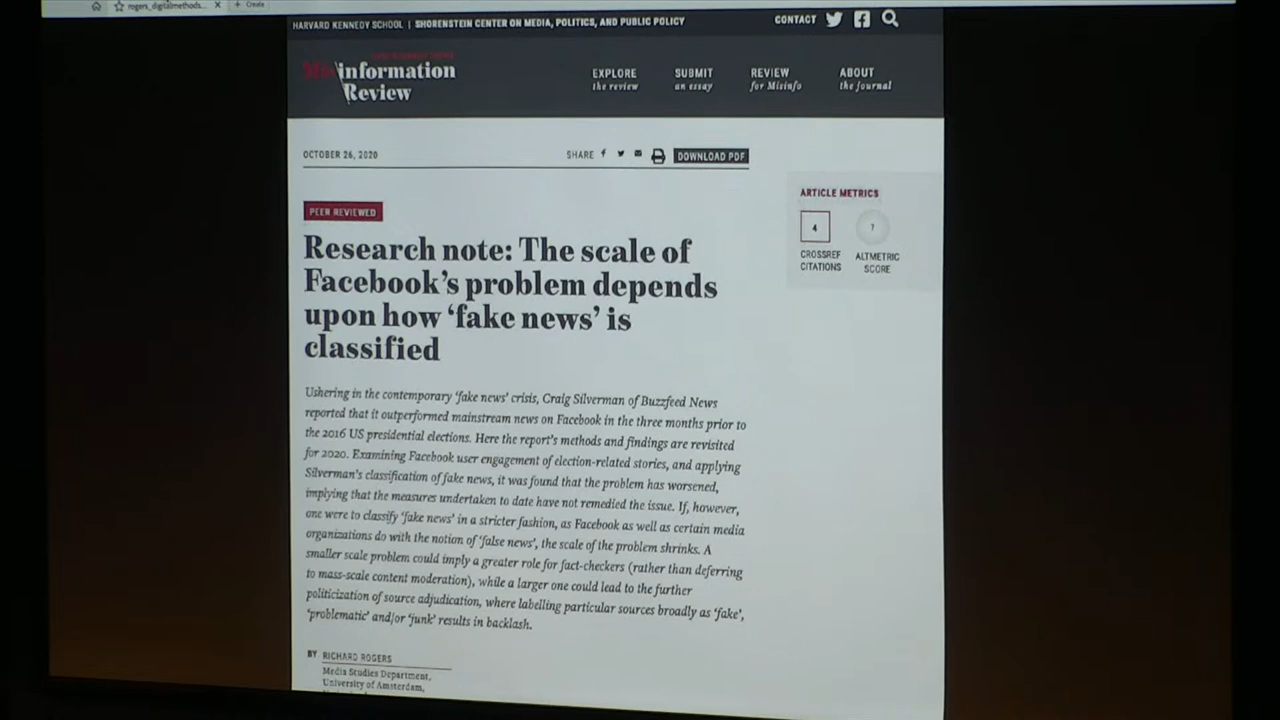 rogers_digitalmethods...
Create
HARVARD KENNEDY SCHOOL | SHORENSTEIN CENTER ON MEDIA, POLITICS, AND PUBLIC POLICY
CONTACT
Misinformation
Review
EXPLORE
the review
SUBMIT
an essay
REVIEW
for Misinfo
ABOUT
the journal
OCTOBER 26, 2020
SHARE
DOWNLOAD PDF
PEER REVIEWED
Research note: The scale of
Facebook's problem depends
upon how 'fake news' is
classified
Ushering in the contemporary 'fake news' crisis, Craig Silverman of Buzzfeed News
reported that it outperformed mainstream news on Facebook in the three months prior to
the 2016 US presidential elections. Here the report's methods and findings are revisited
for 2020. Examining Facebook user engagement of election-related stories, and applying
Silverman's classification of fake news, it was found that the problem has worsened,
implying that the measures undertaken to date have not remedied the issue. If, however,
one were to classify 'fake news' in a stricter fashion, as Facebook as well as certain media
organizations do with the notion of 'false news', the scale of the problem shrinks. A
smaller scale problem could imply a greater role for fact-checkers (rather than deferring
to mass-scale content moderation), while a larger one could lead to the further
politicization of source adjudication, where labelling particular sources broadly as 'fake',
'problematic' and/or 'junk' results in backlash.
BY RICHARD ROGERS
Media Studies Department,
University of Amsterdam,
ARTICLE METRICS
4
CROSSREF
CITATIONS
7
ALTMETRIC
SCORE